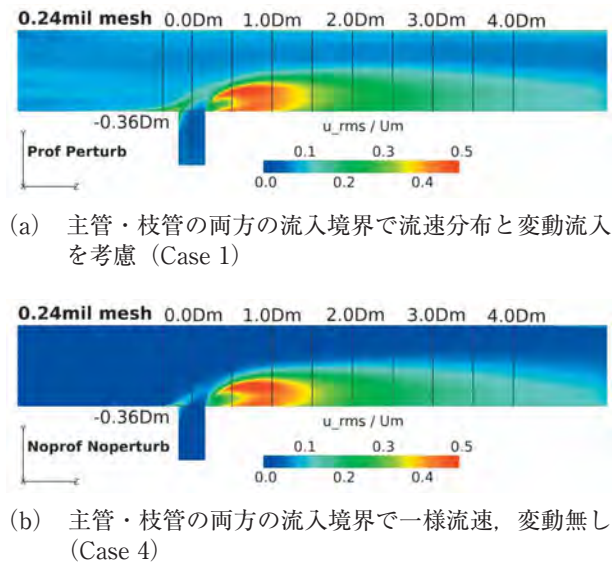 0.24mil mesh 0.0Dm 1.0Dm 2.0Dm 3.0Dm 4.0Dm
-0.36Dm
u_rms / Um
Prof Perturb
0.1 0.3 0.5
0.0 0.2 0.4
(a) 主管・枝管の両方の流入境界で流速分布と変動流入
を考慮（Case 1）
0.24mil mesh 0.0Dm 1.0Dm 2.0Dm 3.0Dm 4.0Dm
-0.36Dm
u_rms / Um
Noprof Noperturb
0.1 0.3 0.5
0.0 0.2 0.4
(b) 主管・枝管の両方の流入境界で一様流速，変動無し
（Case 4）